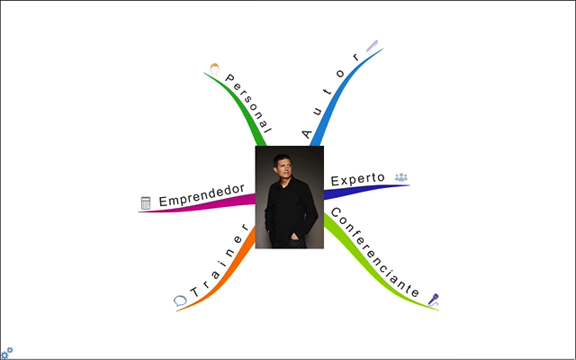 Personal
Autor
Emprendedor
Experto
Trainer
Conferenciante